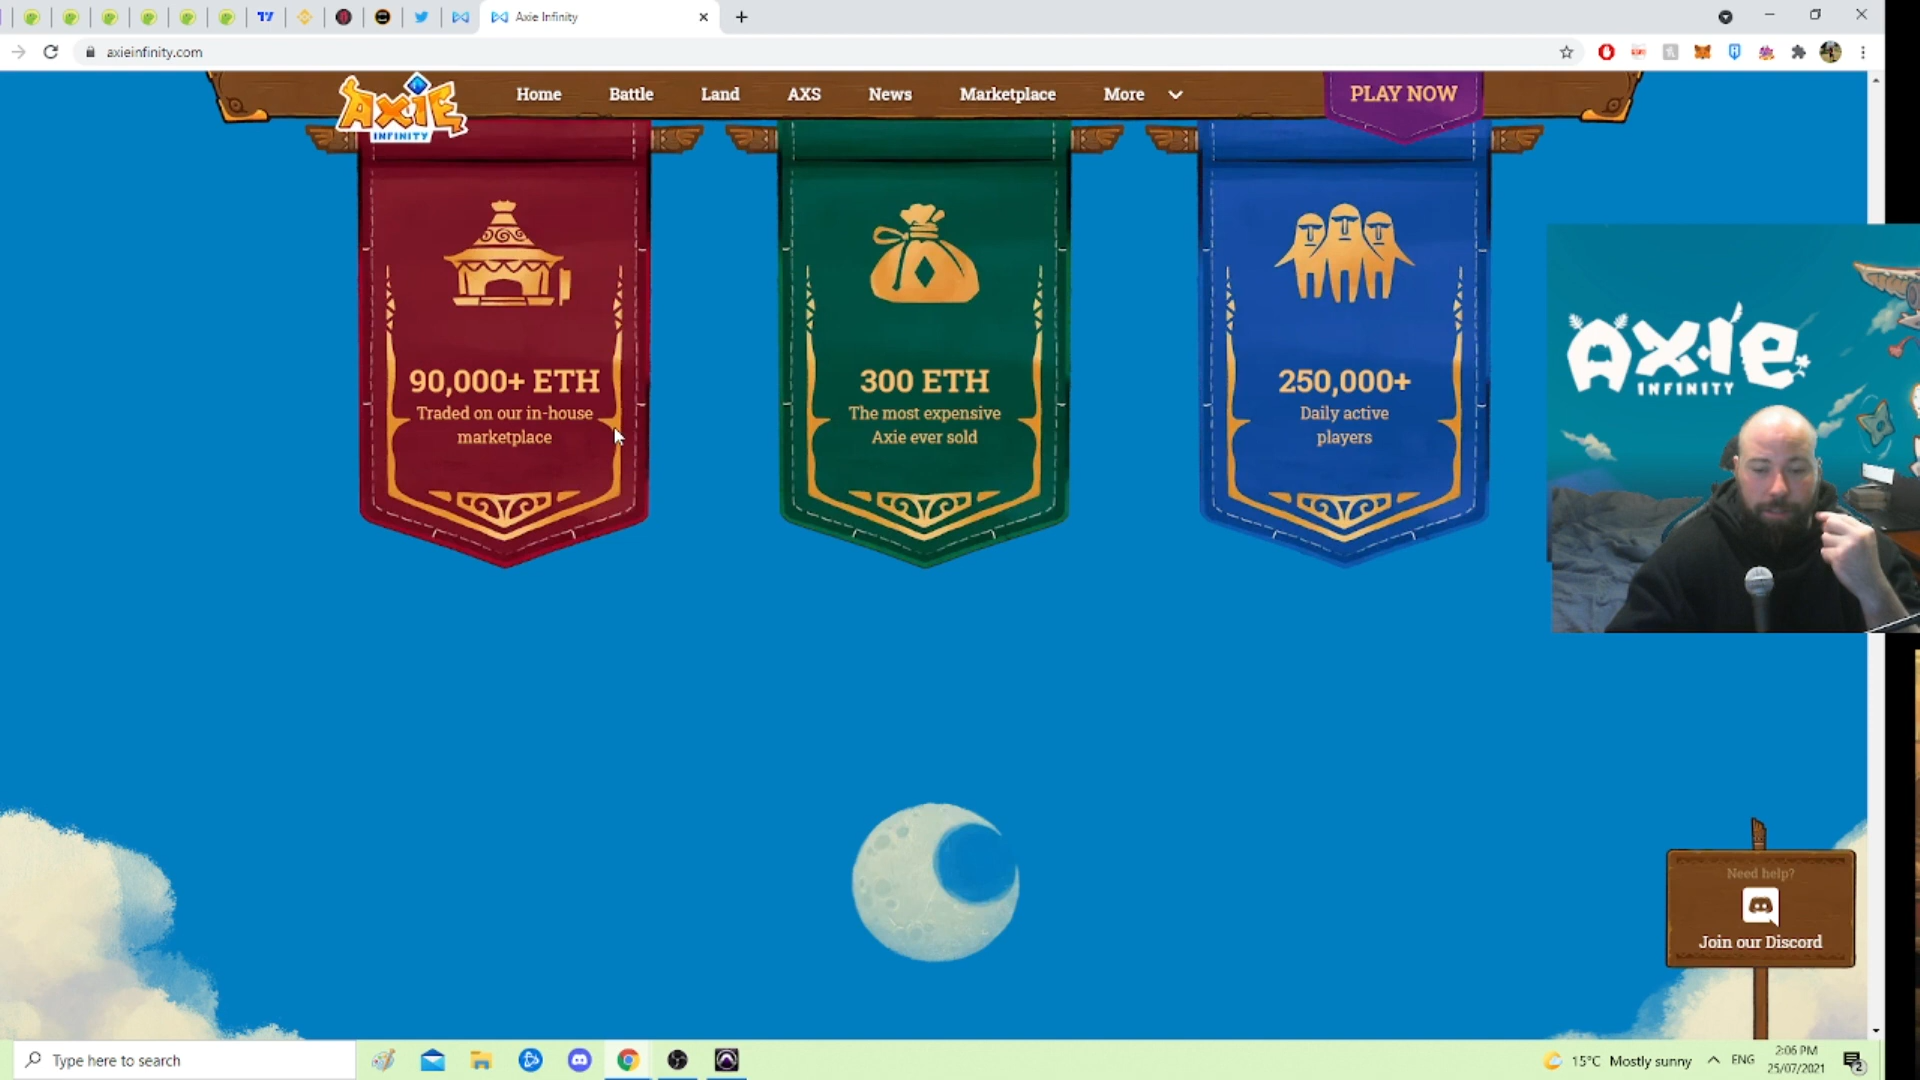 Axie Infinity
axieinfinity.com
AXIE
INFINITY
Home
Battle
Land
AXS
News
Marketplace
More
PLAY NOW
90,000+ ETH
Traded on our in-house
marketplace
300 ETH
The most expensive
Axie ever sold
250,000+
Daily active
players
AXIE
INFINITY
Need help?
Join our Discord
Type here to search
15°C Mostly sunny
ENG
2:06 PM
25/07/2021
2